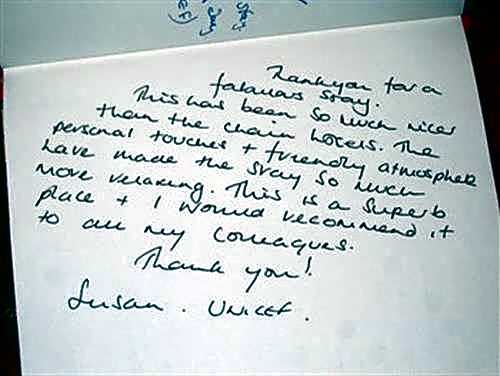 Thankyou for a
fabulous stay.
This has been so much nicer
than the chain hotels. The
personal touches + friendly atmosphere
have made the stay so much
more relaxing. This is a superb
place + I would recommend it
to all my colleagues.
Thank you!
Susan. UNICEF.